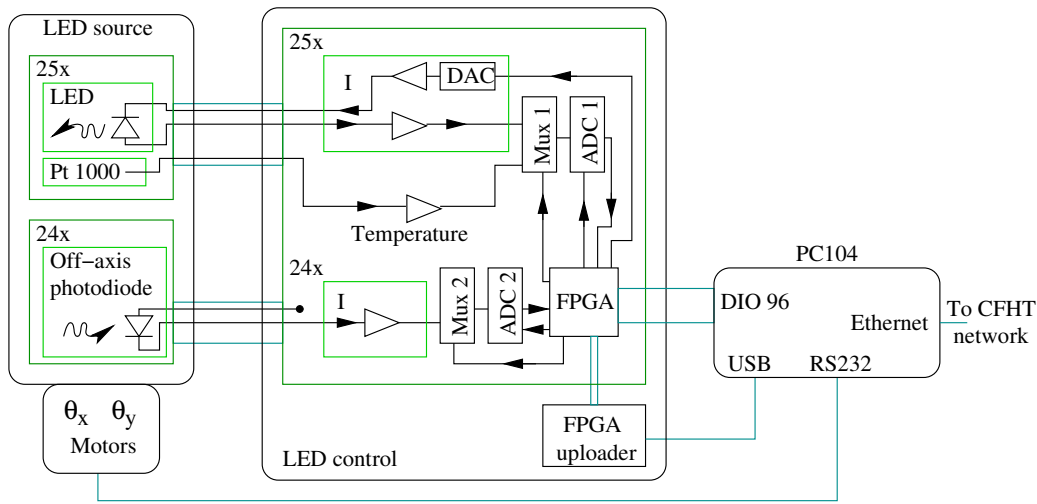 LED source
25x
LED
Pt 1000
24x
Off−axis
photodiode
θx θy
Motors
25x
I
DAC
Mux 1
ADC 1
Temperature
24x
I
Mux 2
ADC 2
FPGA
FPGA
uploader
LED control
PC104
DIO 96
Ethernet
USB
RS232
To CFHT
network